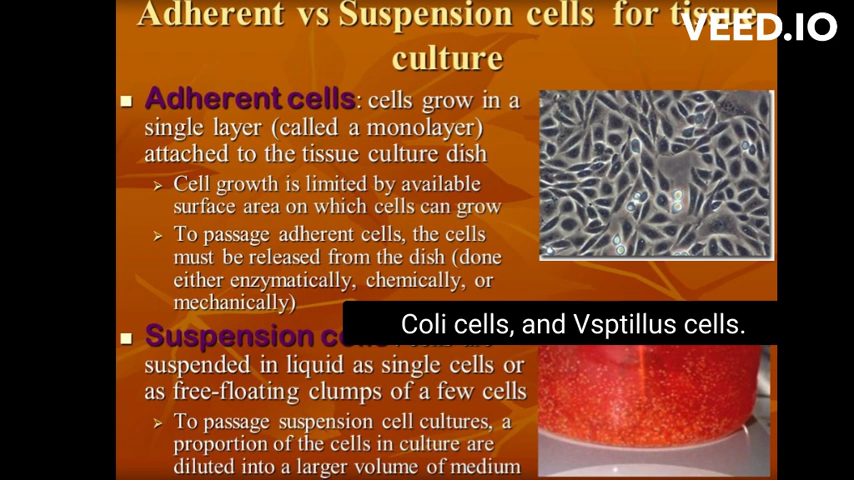 Adherent vs Suspension cells for tissue
VEED.IO
culture
Adherent cells: cells grow in a
single layer (called a monolayer)
attached to the tissue culture dish
Cell growth is limited by available
surface area on which cells can grow
To passage adherent cells, the cells
must be released from the dish (done
either enzymatically, chemically, or
mechanically)
Coli cells, and Vsptillus cells.
Suspension
suspended in liquid as single cells or
as free-floating clumps of a few cells
To passage suspension cell cultures, a
proportion of the cells in culture are
diluted into a larger volume of medium